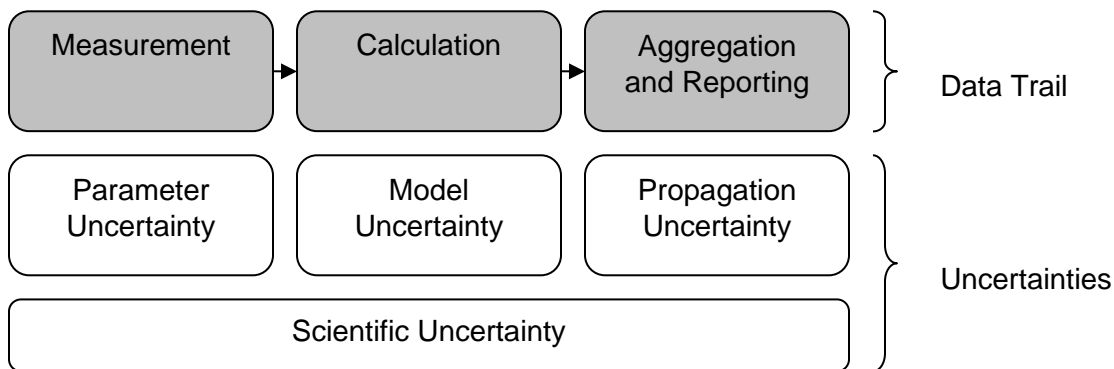 Measurement
Calculation
Aggregation
and Reporting
Data Trail
Parameter
Uncertainty
Model
Uncertainty
Propagation
Uncertainty
Uncertainties
Scientific Uncertainty